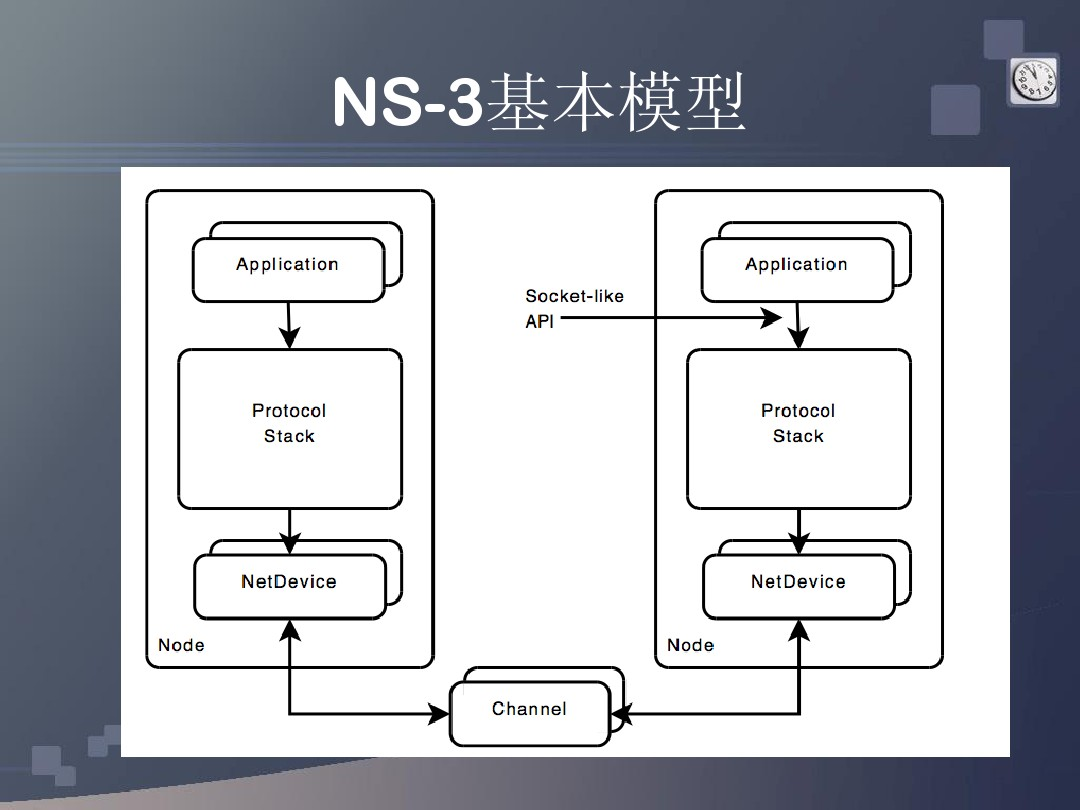 NS-3基本模型
Application
Protocol
Stack
NetDevice
Node
Socket-like
API
Application
Protocol
Stack
NetDevice
Node
Channel